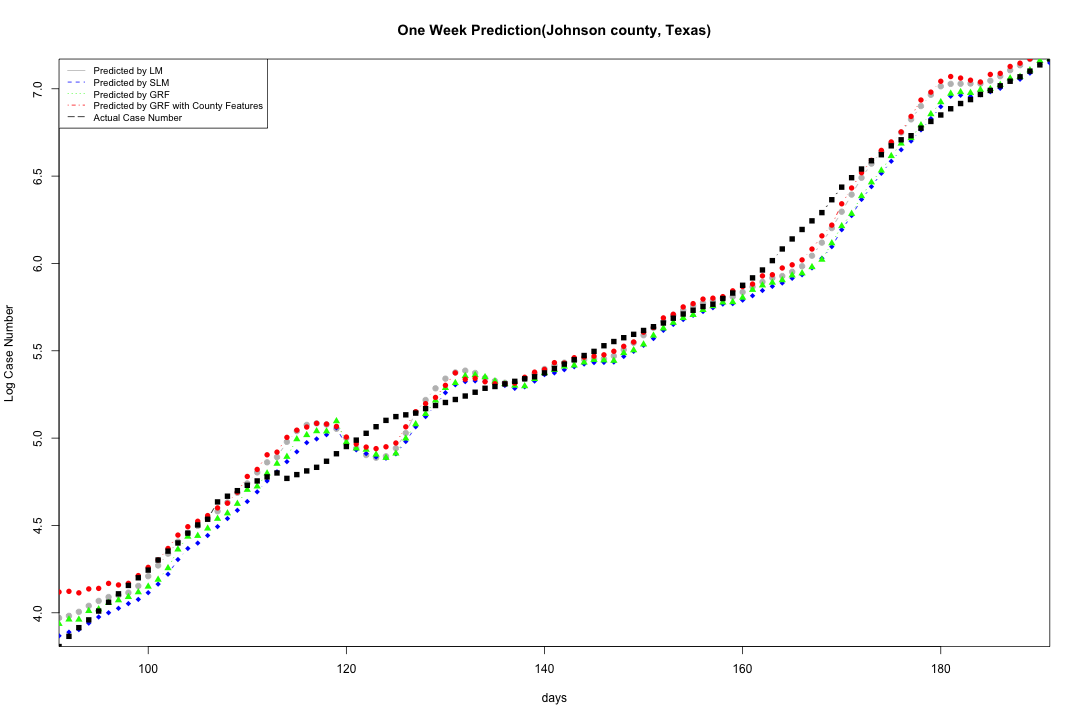 One Week Prediction(Johnson county, Texas)
Predicted by LM
Predicted by SLM
Predicted by GRF
Predicted by GRF with County Features
Actual Case Number
7.0
6.5
6.0
5.5
5.0
4.5
4.0
Log Case Number
100 120 140 160 180
days